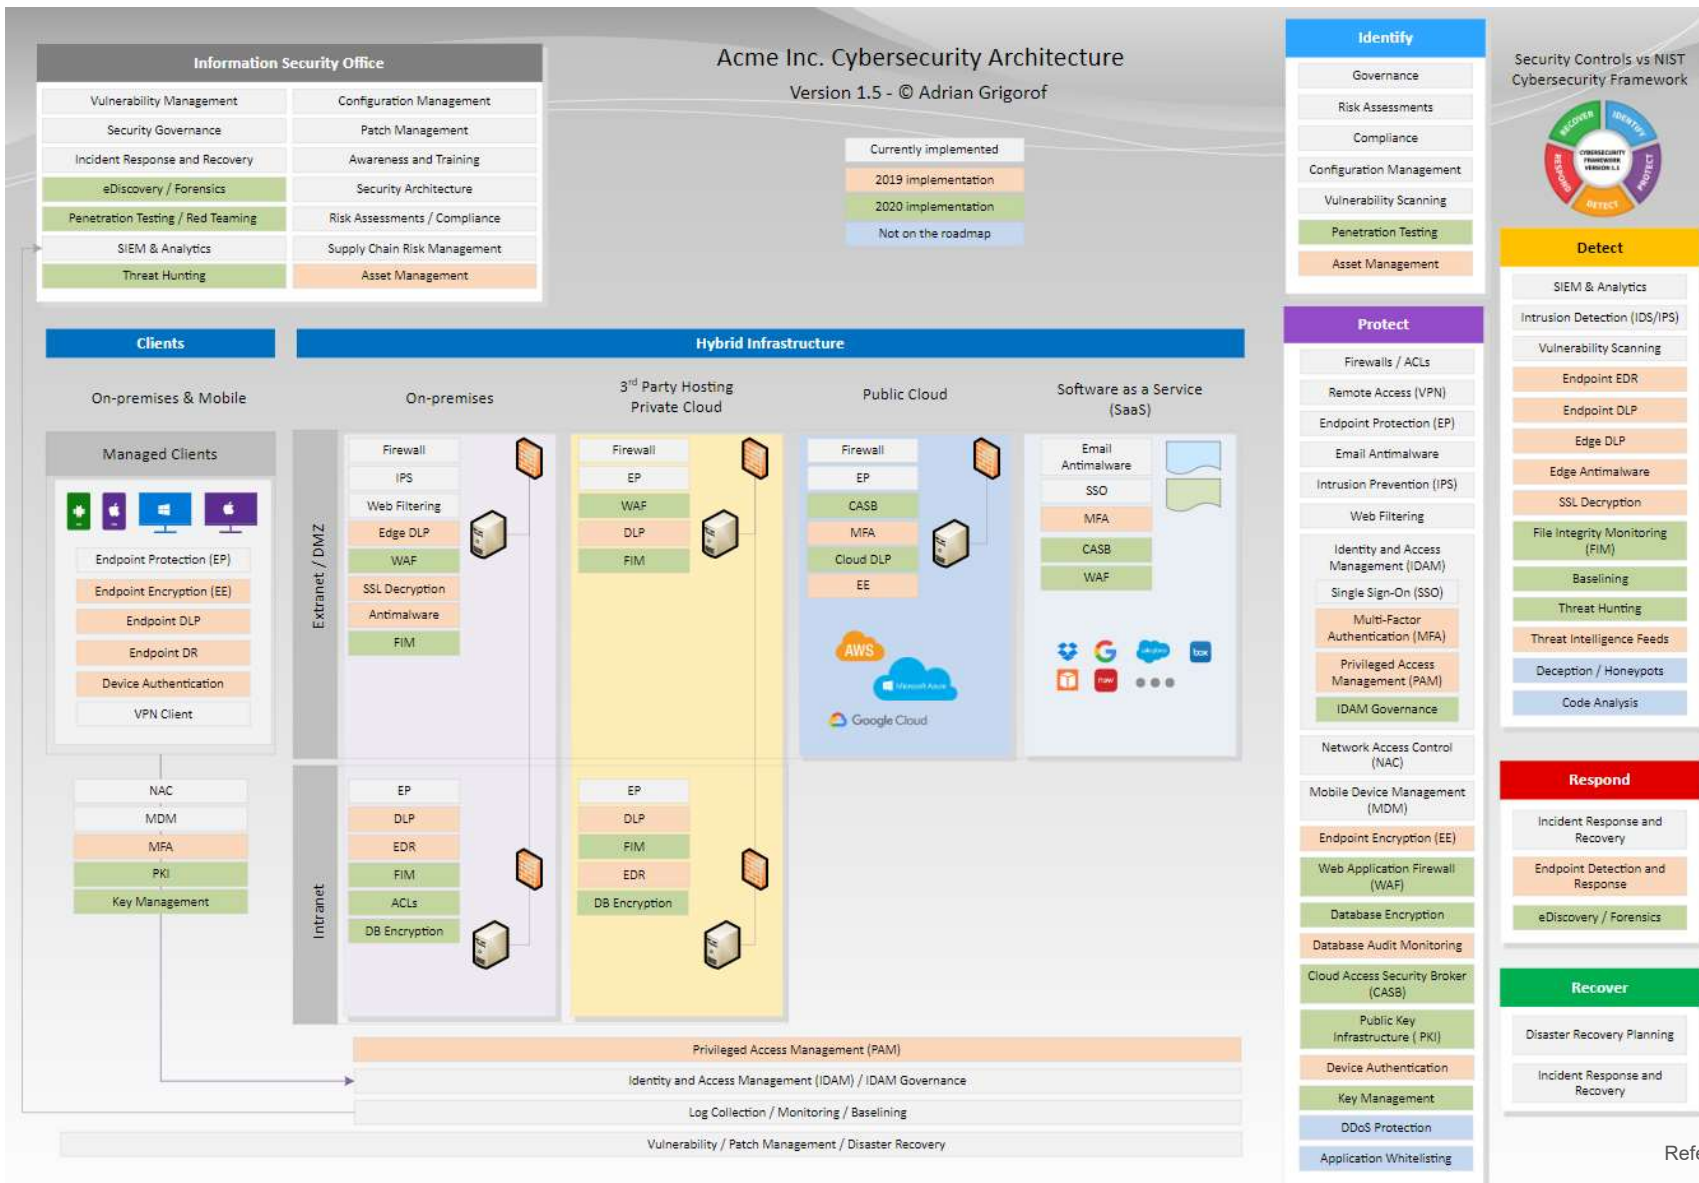 Acme Inc. Cybersecurity Architecture
Version 1.5 - © Adrian Grigorof
Currently implemented
2019 implementation
2020 implementation
Not on the roadmap
Information Security Office
Vulnerability Management
Configuration Management
Security Governance
Patch Management
Incident Response and Recovery
Awareness and Training
eDiscovery / Forensics
Security Architecture
Penetration Testing / Red Teaming
Risk Assessments / Compliance
SIEM & Analytics
Supply Chain Risk Management
Threat Hunting
Asset Management
Clients
On-premises & Mobile
Managed Clients
Endpoint Protection (EP)
Endpoint Encryption (EE)
Endpoint DLP
Endpoint DR
Device Authentication
VPN Client
NAC
MDM
MFA
PKI
Key Management
Hybrid Infrastructure
Extranet / DMZ
Intranet
On-premises
Firewall
IPS
Web Filtering
Edge DLP
WAF
SSL Decryption
Antimalware
FIM
EP
DLP
EDR
FIM
ACLs
DB Encryption
3rd Party Hosting
Private Cloud
Firewall
EP
WAF
DLP
FIM
EP
DLP
FIM
EDR
DB Encryption
Public Cloud
Firewall
EP
CASB
MFA
Cloud DLP
EE
AWS
Microsoft Azure
Google Cloud
Software as a Service
(SaaS)
Email
Antimalware
SSO
MFA
CASB
WAF
salesforce
box
now
Privileged Access Management (PAM)
Identity and Access Management (IDAM) / IDAM Governance
Log Collection / Monitoring / Baselining
Vulnerability / Patch Management / Disaster Recovery
Identify
Governance
Risk Assessments
Compliance
Configuration Management
Vulnerability Scanning
Penetration Testing
Asset Management
Protect
Firewalls / ACLs
Remote Access (VPN)
Endpoint Protection (EP)
Email Antimalware
Intrusion Prevention (IPS)
Web Filtering
Identity and Access
Management (IDAM)
Single Sign-On (SSO)
Multi-Factor
Authentication (MFA)
Privileged Access
Management (PAM)
IDAM Governance
Network Access Control
(NAC)
Mobile Device Management
(MDM)
Endpoint Encryption (EE)
Web Application Firewall
(WAF)
Database Encryption
Database Audit Monitoring
Cloud Access Security Broker
(CASB)
Public Key
Infrastructure ( PKI)
Device Authentication
Key Management
DDoS Protection
Application Whitelisting
Security Controls vs NIST
Cybersecurity Framework
RECOVER
IDENTIFY
PROTECT
DETECT
RESPOND
CYBERSECURITY
FRAMEWORK
VERSION 1.1
Detect
SIEM & Analytics
Intrusion Detection (IDS/IPS)
Vulnerability Scanning
Endpoint EDR
Endpoint DLP
Edge DLP
Edge Antimalware
SSL Decryption
File Integrity Monitoring
(FIM)
Baselining
Threat Hunting
Threat Intelligence Feeds
Deception / Honeypots
Code Analysis
Respond
Incident Response and
Recovery
Endpoint Detection and
Response
eDiscovery / Forensics
Recover
Disaster Recovery Planning
Incident Response and
Recovery
Refe